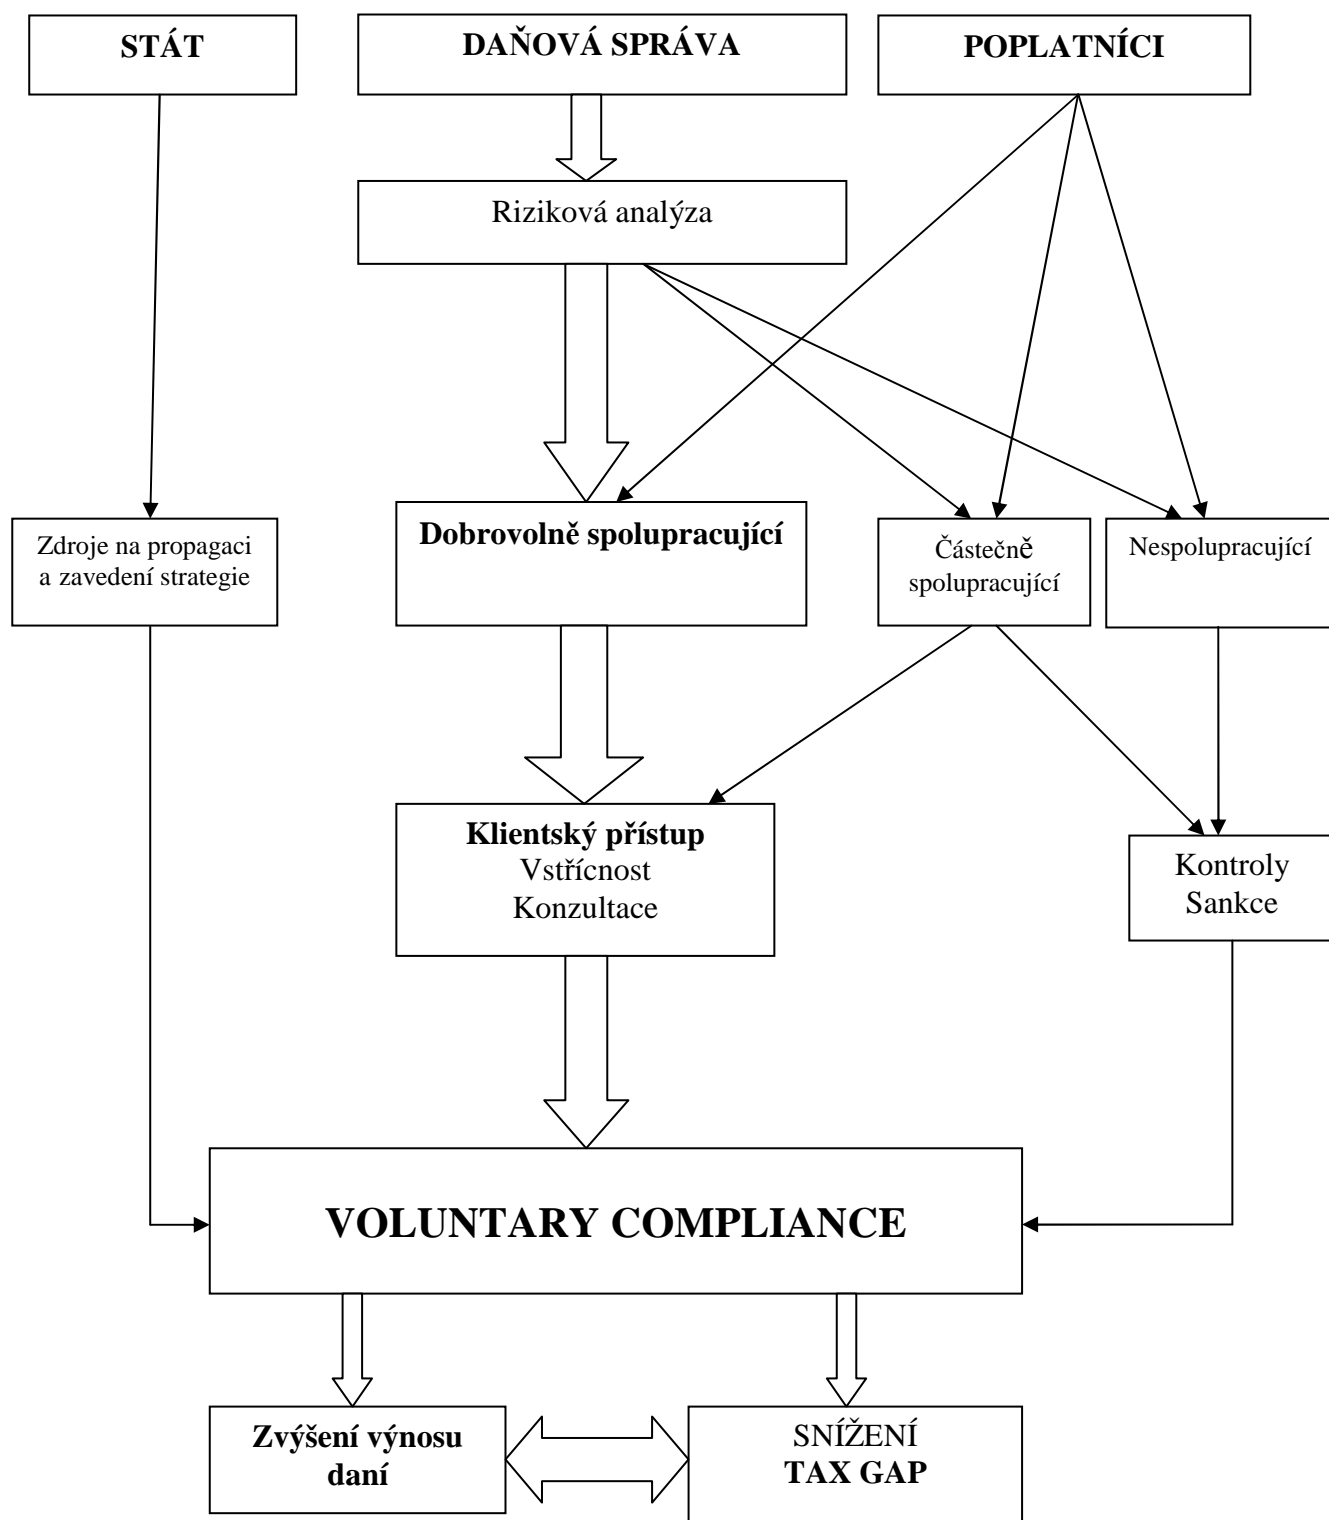 STÁT
DAŇOVÁ SPRÁVA
POPLATNÍCI
Riziková analýza
Zdroje na propagaci
a zavedení strategie
Dobrovolně spolupracující
Částečně
spolupracující
Nespolupracující
Klientský přístup
Vstřícnost
Konzultace
Kontroly
Sankce
VOLUNTARY COMPLIANCE
Zvýšení výnosu
daní
SNÍŽENÍ
TAX GAP